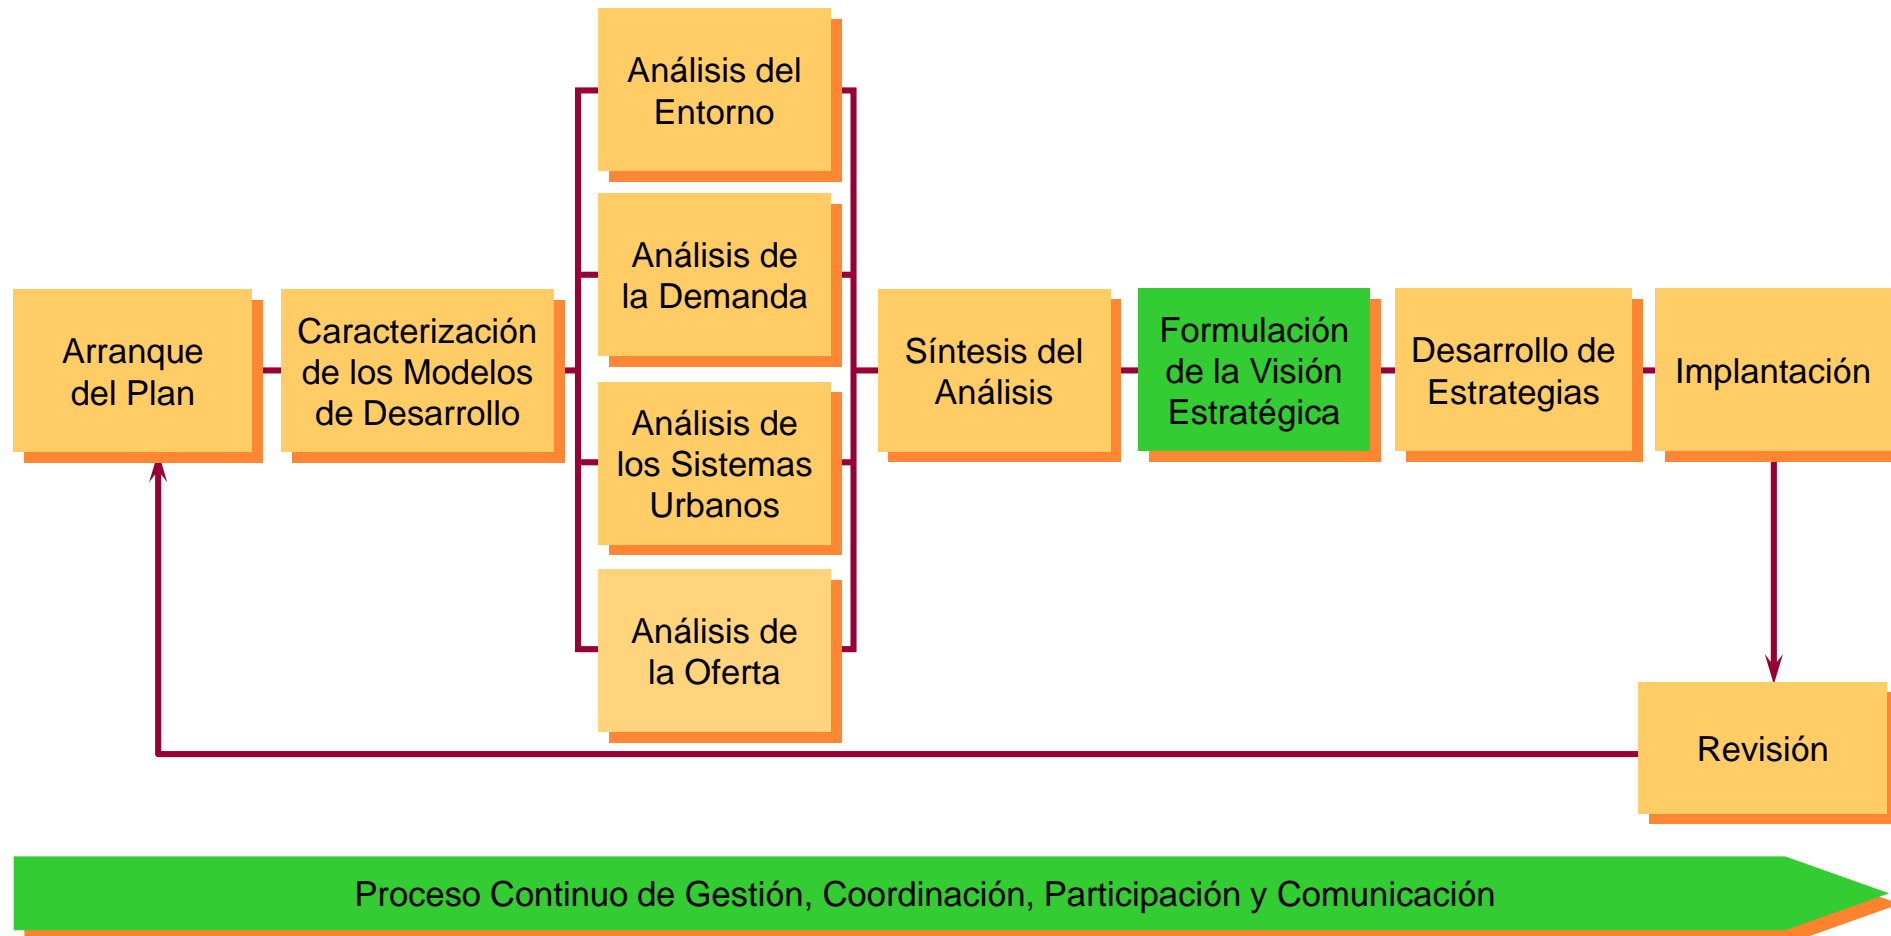 Arranque
del Plan
Caracterización
de los Modelos
de Desarrollo
Análisis del
Entorno
Análisis de
la Demanda
Análisis de
los Sistemas
Urbanos
Análisis de
la Oferta
Síntesis del
Análisis
Formulación
de la Visión
Estratégica
Desarrollo de
Estrategias
Implantación
Revisión
Proceso Continuo de Gestión, Coordinación, Participación y Comunicación